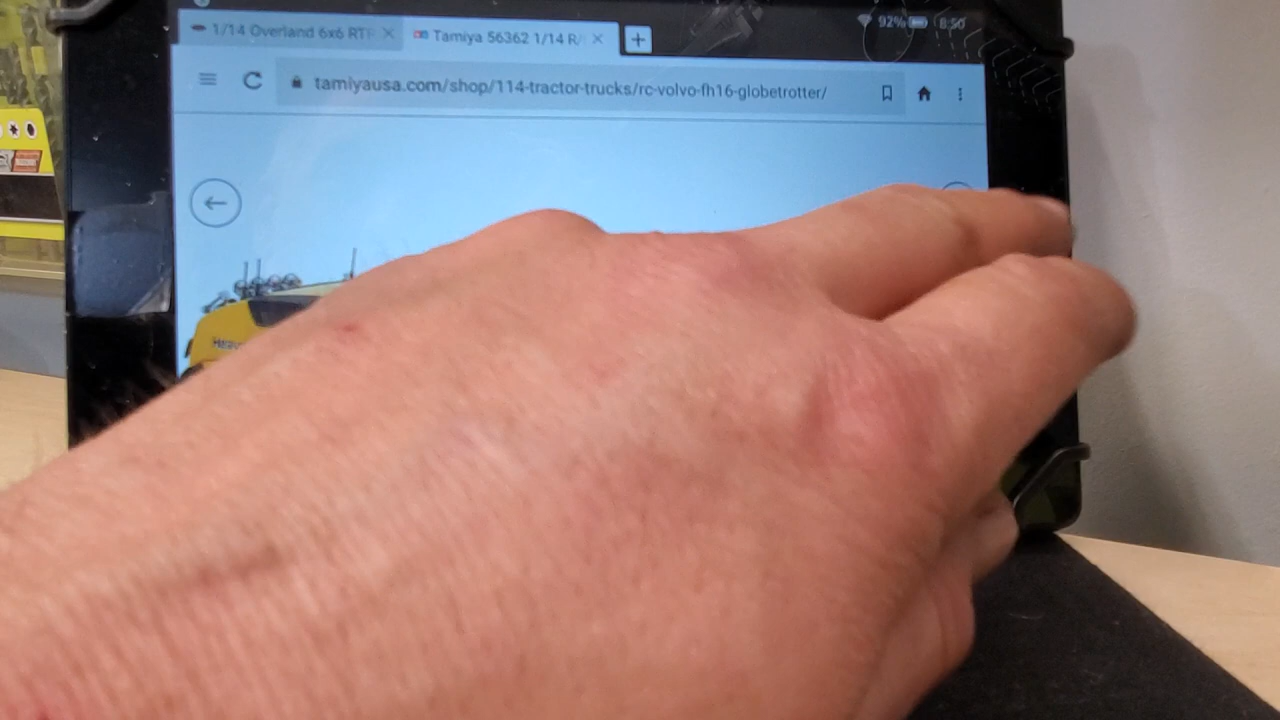 92% 8:50
1/14 Overland 6x6 RTR
Tamiya 56362 1/14 R/
tamiyausa.com/shop/114-tractor-trucks/rc-volvo-fh16-globetrotter/